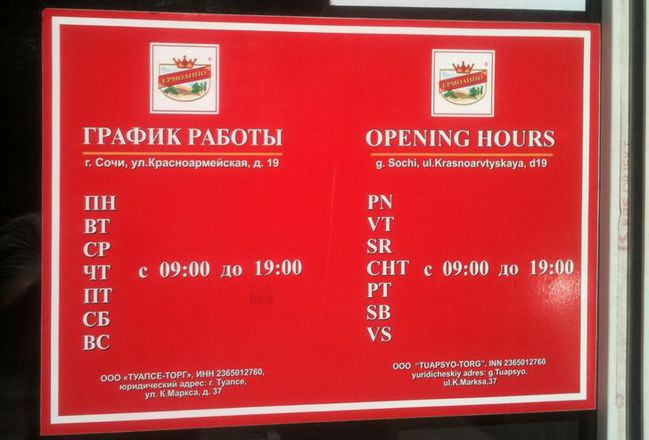 ЕРМОЛИНО
ГРАФИК РАБОТЫ
г. Сочи, ул.Красноармейская, д. 19
ПН
ВТ
СР
ЧТ с 09:00 до 19:00
ПТ
СБ
ВС
ООО «ТУАПСЕ-ТОРГ», ИНН 2365012760,
юридический адрес: г. Туапсе,
ул. К.Маркса, д. 37
ЕРМОЛИНО
OPENING HOURS
g. Sochi, ul.Krasnoarvtyskaya, d19
PN
VT
SR
CHT с 09:00 до 19:00
PT
SB
VS
OOO "TUAPSYO-TORG", INN 2365012760
yuridicheskiy adres: g.Tuapsyo.
ul.K.Marksa,37